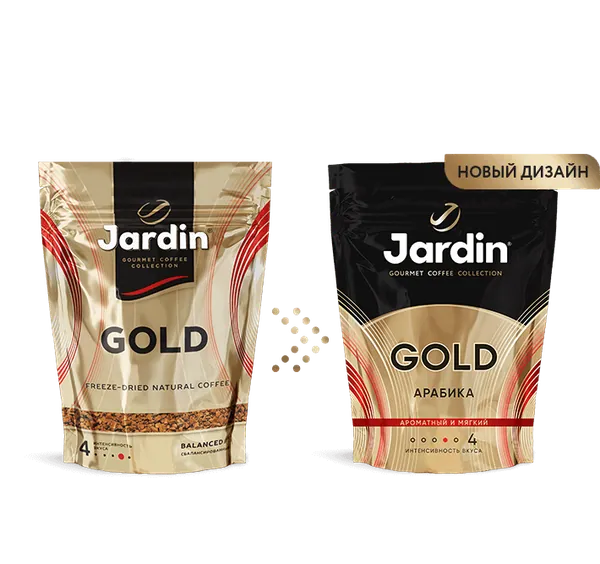 Jardin
GOURMET COFFEE
COLLECTION
GOLD
FREEZE-DRIED NATURAL COFFEE
4 ИНТЕНСИВНОСТЬ
ВКУСА
BALANCED
СБАЛАНСИРОВАННЫЙ
НОВЫЙ ДИЗАЙН
Jardin®
GOURMET COFFEE COLLECTION
GOLD
АРАБИКА
АРОМАТНЫЙ И МЯГКИЙ
4
ИНТЕНСИВНОСТЬ ВКУСА